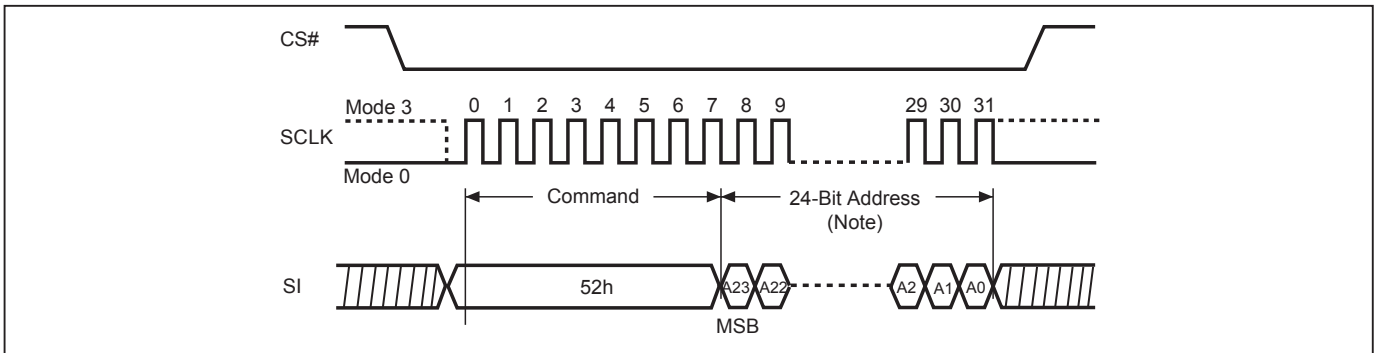 CS#
Mode 3
0 1 2 3 4 5 6 7 8 9 29 30 31
SCLK
Mode 0
Command
24-Bit Address
(Note)
SI
52h
A23 A22 A2 A1 A0
MSB